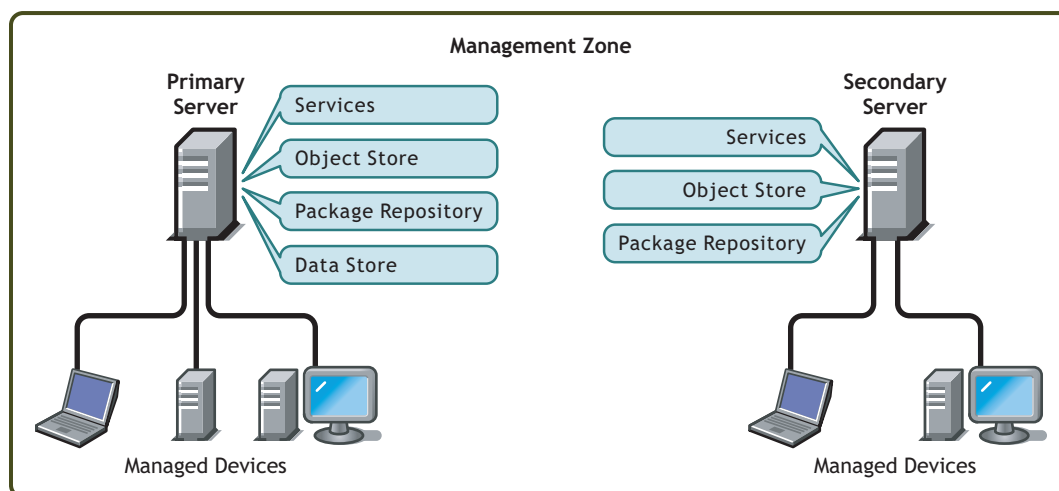 Management Zone
Primary
Server
Services
Object Store
Package Repository
Data Store
Managed Devices
Secondary
Server
Services
Object Store
Package Repository
Managed Devices